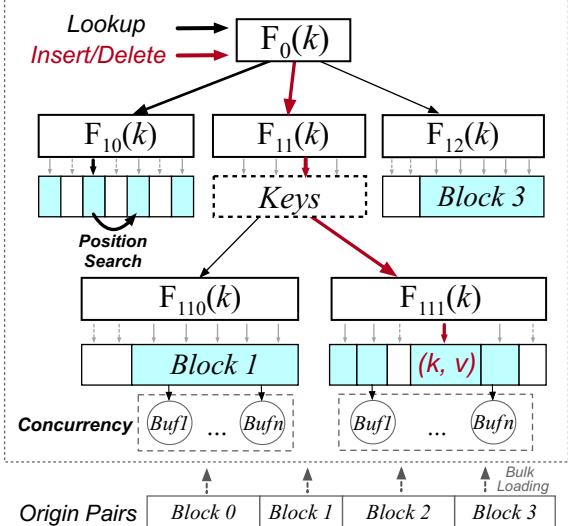 Lookup
Insert/Delete
F0(k)
F10(k)
F11(k)
F12(k)
Keys
Block 3
Position
Search
F110(k)
F111(k)
Block 1
(k, v)
Concurrency
Buf1 ... Bufn
Buf1 ... Bufn
Bulk
Loading
Origin Pairs Block 0 Block 1 Block 2 Block 3